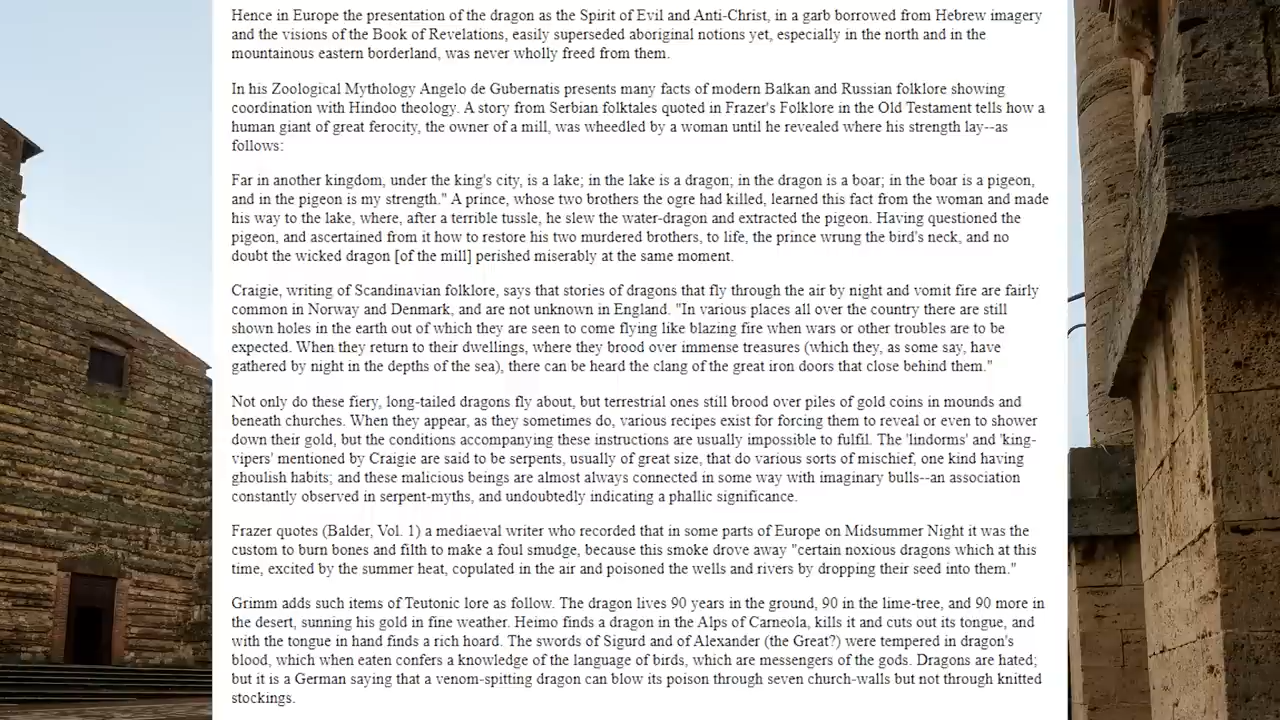 Hence in Europe the presentation of the dragon as the Spirit of Evil and Anti-Christ, in a garb borrowed from Hebrew imagery
and the visions of the Book of Revelations, easily superseded aboriginal notions yet, especially in the north and in the
mountainous eastern borderland, was never wholly freed from them.
In his Zoological Mythology Angelo de Gubernatis presents many facts of modern Balkan and Russian folklore showing
coordination with Hindoo theology. A story from Serbian folktales quoted in Frazer's Folklore in the Old Testament tells how a
human giant of great ferocity, the owner of a mill, was wheedled by a woman until he revealed where his strength lay--as
follows:
Far in another kingdom, under the king's city, is a lake; in the lake is a dragon; in the dragon is a boar; in the boar is a pigeon,
and in the pigeon is my strength." A prince, whose two brothers the ogre had killed, learned this fact from the woman and made
his way to the lake, where, after a terrible tussle, he slew the water-dragon and extracted the pigeon. Having questioned the
pigeon, and ascertained from it how to restore his two murdered brothers, to life, the prince wrung the bird's neck, and no
doubt the wicked dragon [of the mill] perished miserably at the same moment.
Craigie, writing of Scandinavian folklore, says that stories of dragons that fly through the air by night and vomit fire are fairly
common in Norway and Denmark, and are not unknown in England. "In various places all over the country there are still
shown holes in the earth out of which they are seen to come flying like blazing fire when wars or other troubles are to be
expected. When they return to their dwellings, where they brood over immense treasures (which they, as some say, have
gathered by night in the depths of the sea), there can be heard the clang of the great iron doors that close behind them."
Not only do these fiery, long-tailed dragons fly about, but terrestrial ones still brood over piles of gold coins in mounds and
beneath churches. When they appear, as they sometimes do, various recipes exist for forcing them to reveal or even to shower
down their gold, but the conditions accompanying these instructions are usually impossible to fulfil. The 'lindorms' and 'king-
vipers' mentioned by Craigie are said to be serpents, usually of great size, that do various sorts of mischief, one kind having
ghoulish habits; and these malicious beings are almost always connected in some way with imaginary bulls--an association
constantly observed in serpent-myths, and undoubtedly indicating a phallic significance.
Frazer quotes (Balder, Vol. 1) a mediaeval writer who recorded that in some parts of Europe on Midsummer Night it was the
custom to burn bones and filth to make a foul smudge, because this smoke drove away "certain noxious dragons which at this
time, excited by the summer heat, copulated in the air and poisoned the wells and rivers by dropping their seed into them."
Grimm adds such items of Teutonic lore as follow. The dragon lives 90 years in the ground, 90 in the lime-tree, and 90 more in
the desert, sunning his gold in fine weather. Heimo finds a dragon in the Alps of Carneola, kills it and cuts out its tongue, and
with the tongue in hand finds a rich hoard. The swords of Sigurd and of Alexander (the Great?) were tempered in dragon's
blood, which when eaten confers a knowledge of the language of birds, which are messengers of the gods. Dragons are hated;
but it is a German saying that a venom-spitting dragon can blow its poison through seven church-walls but not through knitted
stockings.